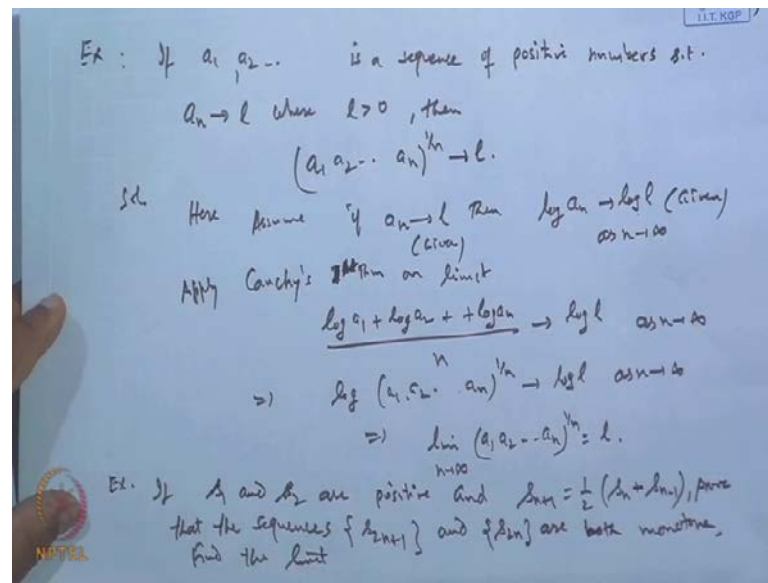 I.I.T. KGP
Ex : If a₁, a₂ -- is a sequence of positive numbers s.t.
aₙ → l where l > 0, then
(a₁ a₂ -- aₙ)^{1/n} → l.
Sol. Here Assume if aₙ → l then log aₙ → log l (Given)
(Given) as n → ∞
Apply Cauchy's Thm on limit
log a₁ + log a₂ + + log aₙ → log l as n → ∞
n
=) log (a₁ a₂ . aₙ)^{1/n} → log l as n → ∞
=) lim (a₁ a₂ -- aₙ)^{1/n} = l.
n→∞
Ex. If s₁ and s₂ are positive and sₙ₊₁ = 1/2 (sₙ + sₙ₋₁), prove
that the sequences {s₂ₙ₊₁} and {s₂ₙ} are both monotone.
Find the limit
NPTEL